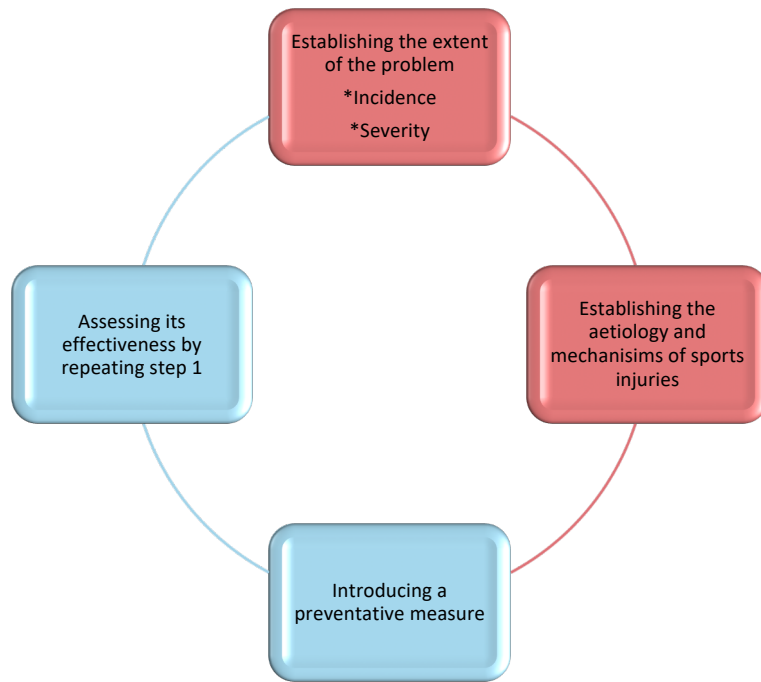 Establishing the extent
of the problem
*Incidence
*Severity
Establishing the
aetiology and
mechanisims of sports
injuries
Introducing a
preventative measure
Assessing its
effectiveness by
repeating step 1